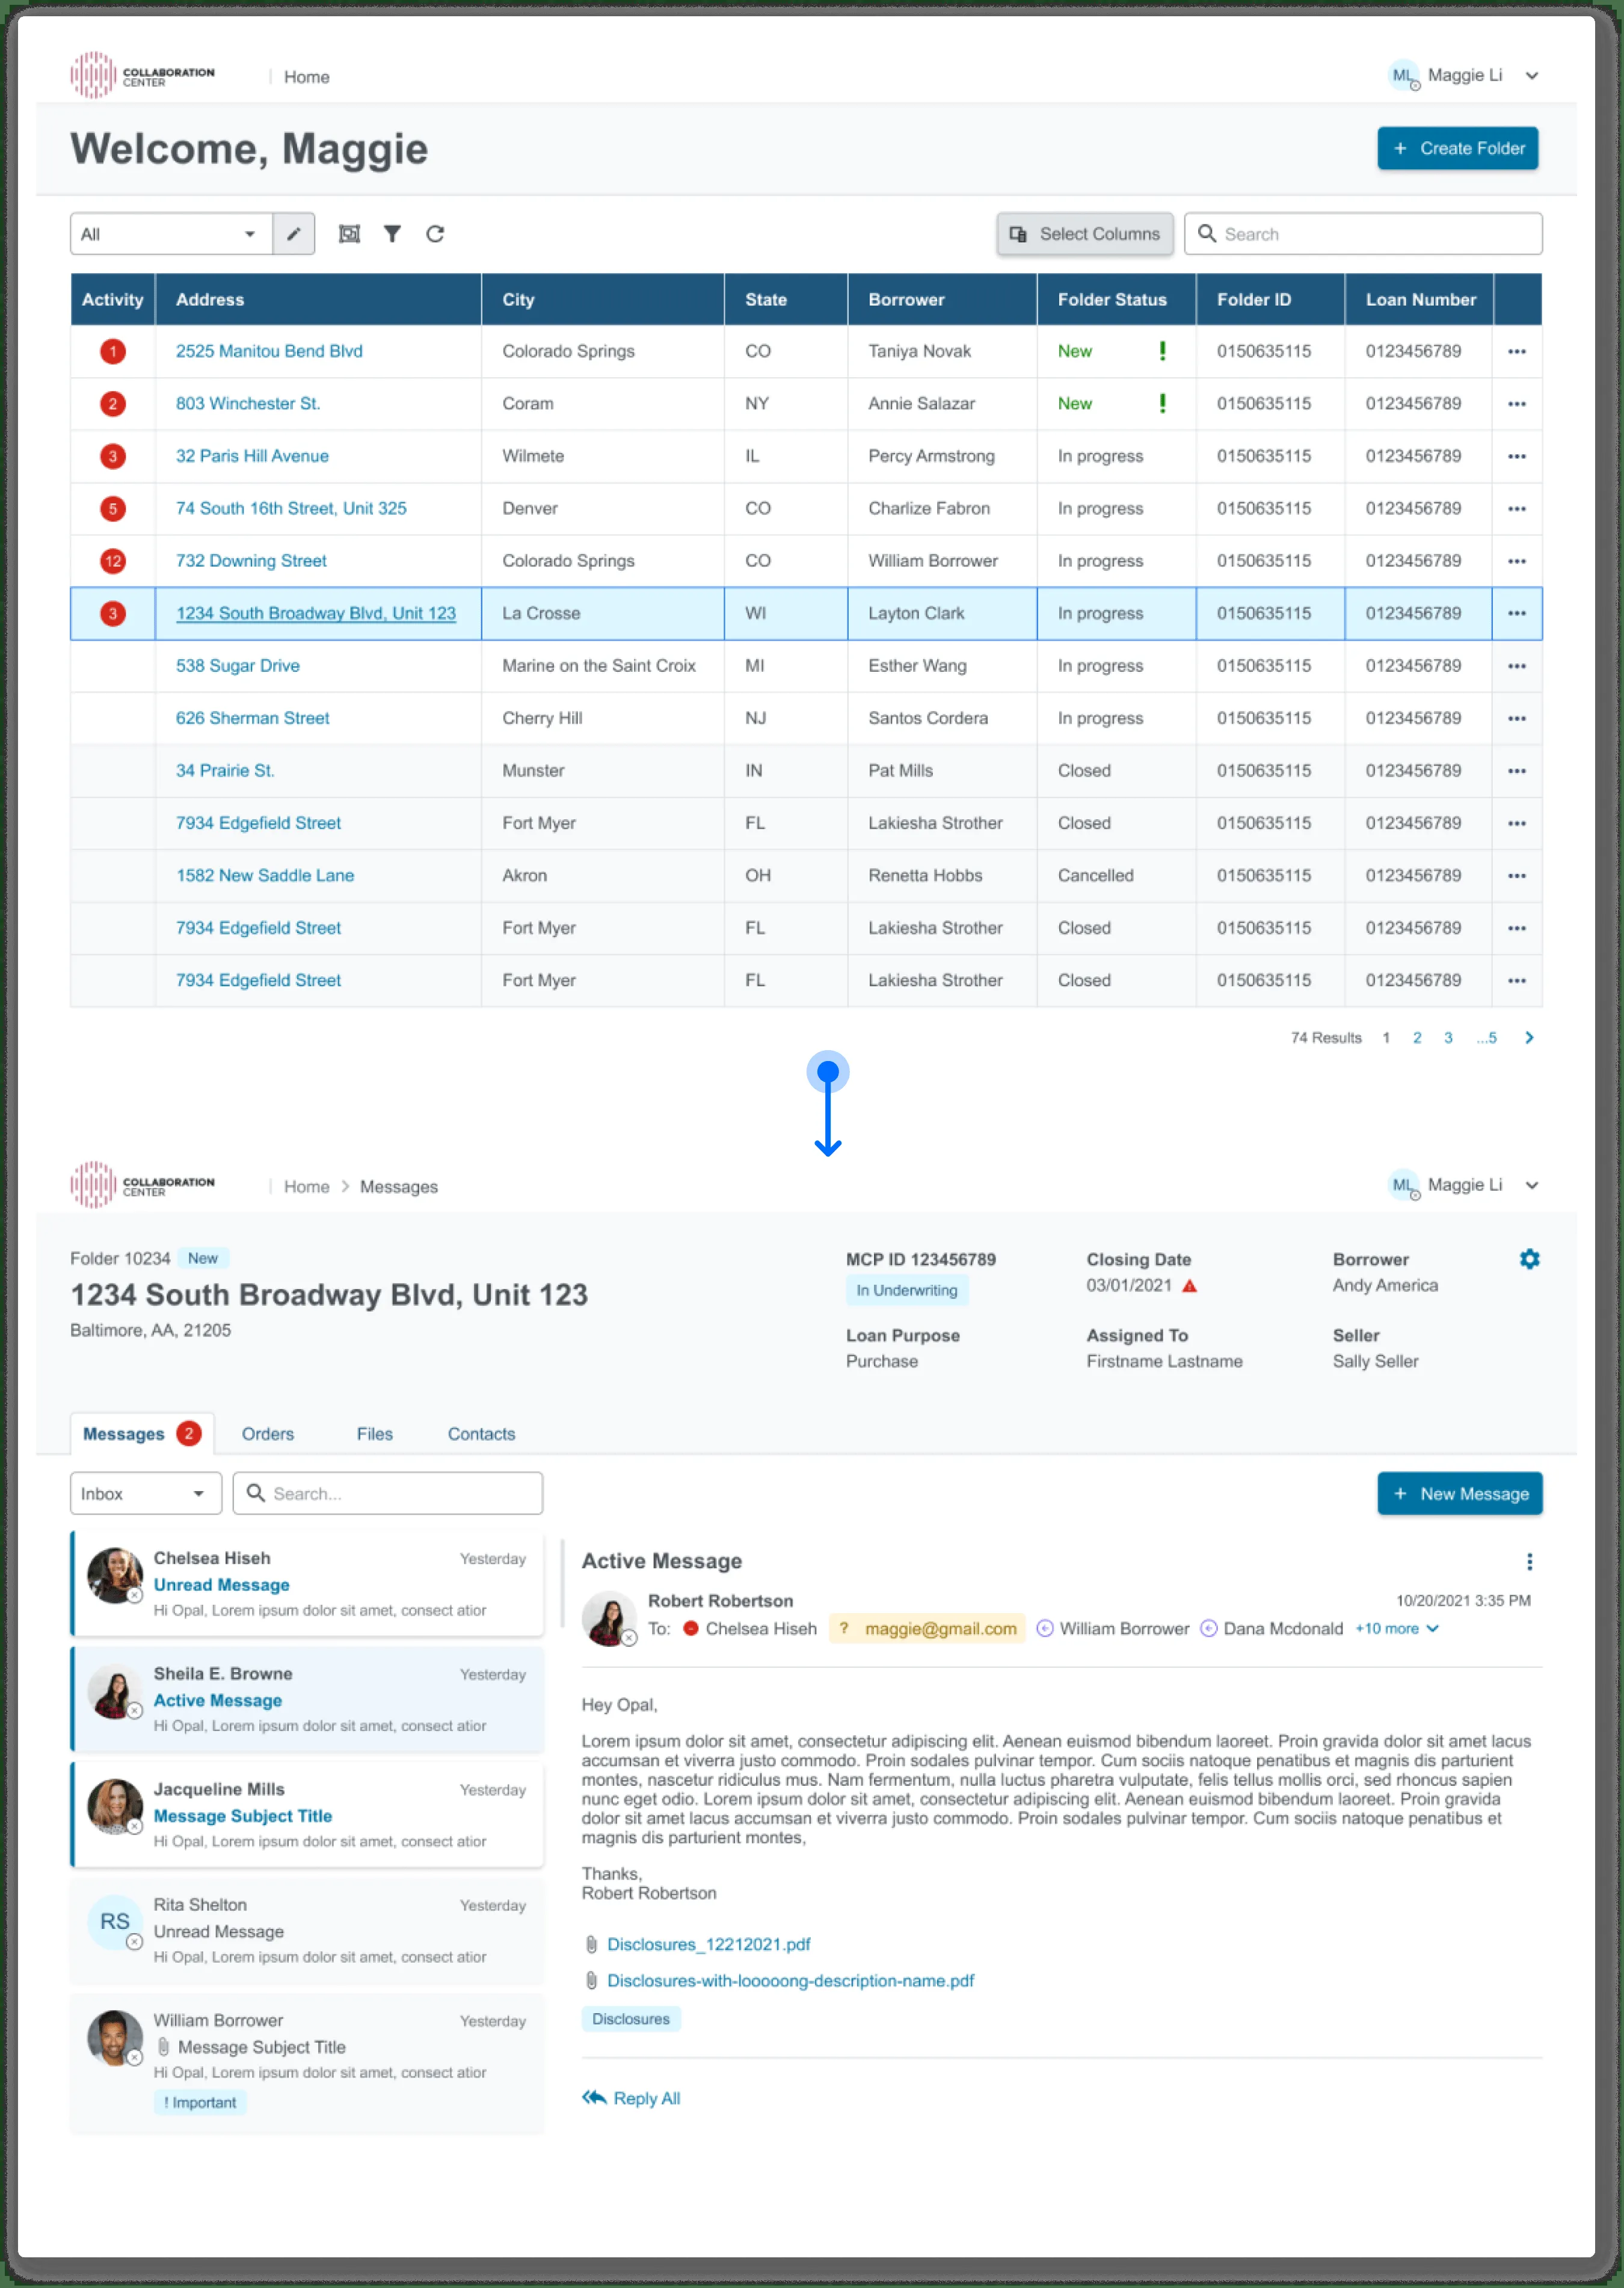 COLLABORATION
CENTER
Home
ML
Maggie Li
Welcome, Maggie
+ Create Folder
All
Select Columns
Search
Activity Address City State Borrower Folder Status Folder ID Loan Number
1 2525 Manitou Bend Blvd Colorado Springs CO Taniya Novak New ! 0150635115 0123456789 •••
2 803 Winchester St. Coram NY Annie Salazar New ! 0150635115 0123456789 •••
3 32 Paris Hill Avenue Wilmete IL Percy Armstrong In progress 0150635115 0123456789 •••
5 74 South 16th Street, Unit 325 Denver CO Charlize Fabron In progress 0150635115 0123456789 •••
12 732 Downing Street Colorado Springs CO William Borrower In progress 0150635115 0123456789 •••
3 1234 South Broadway Blvd, Unit 123 La Crosse WI Layton Clark In progress 0150635115 0123456789 •••
538 Sugar Drive Marine on the Saint Croix MI Esther Wang In progress 0150635115 0123456789 •••
626 Sherman Street Cherry Hill NJ Santos Cordera In progress 0150635115 0123456789 •••
34 Prairie St. Munster IN Pat Mills Closed 0150635115 0123456789 •••
7934 Edgefield Street Fort Myer FL Lakiesha Strother Closed 0150635115 0123456789 •••
1582 New Saddle Lane Akron OH Renetta Hobbs Cancelled 0150635115 0123456789 •••
7934 Edgefield Street Fort Myer FL Lakiesha Strother Closed 0150635115 0123456789 •••
7934 Edgefield Street Fort Myer FL Lakiesha Strother Closed 0150635115 0123456789 •••
74 Results 1 2 3 ...5 >
COLLABORATION
CENTER
Home > Messages
ML
Maggie Li
Folder 10234 New
1234 South Broadway Blvd, Unit 123
Baltimore, AA, 21205
MCP ID 123456789
In Underwriting
Loan Purpose
Purchase
Closing Date
03/01/2021
Assigned To
Firstname Lastname
Borrower
Andy America
Seller
Sally Seller
Messages 2 Orders Files Contacts
Inbox
Search...
+ New Message
Chelsea Hiseh Yesterday
Unread Message
Hi Opal, Lorem ipsum dolor sit amet, consect atior
Sheila E. Browne Yesterday
Active Message
Hi Opal, Lorem ipsum dolor sit amet, consect atior
Jacqueline Mills Yesterday
Message Subject Title
Hi Opal, Lorem ipsum dolor sit amet, consect atior
RS
Rita Shelton Yesterday
Unread Message
Hi Opal, Lorem ipsum dolor sit amet, consect atior
William Borrower Yesterday
Message Subject Title
Hi Opal, Lorem ipsum dolor sit amet, consect atior
! Important
Active Message
Robert Robertson 10/20/2021 3:35 PM
To: Chelsea Hiseh ? maggie@gmail.com William Borrower Dana Mcdonald +10 more
Hey Opal,
Lorem ipsum dolor sit amet, consectetur adipiscing elit. Aenean euismod bibendum laoreet. Proin gravida dolor sit amet lacus
accumsan et viverra justo commodo. Proin sodales pulvinar tempor. Cum sociis natoque penatibus et magnis dis parturient
montes, nascetur ridiculus mus. Nam fermentum, nulla luctus pharetra vulputate, felis tellus mollis orci, sed rhoncus sapien
nunc eget odio. Lorem ipsum dolor sit amet, consectetur adipiscing elit. Aenean euismod bibendum laoreet. Proin gravida
dolor sit amet lacus accumsan et viverra justo commodo. Proin sodales pulvinar tempor. Cum sociis natoque penatibus et
magnis dis parturient montes,
Thanks,
Robert Robertson
Disclosures_12212021.pdf
Disclosures-with-looooong-description-name.pdf
Disclosures
Reply All